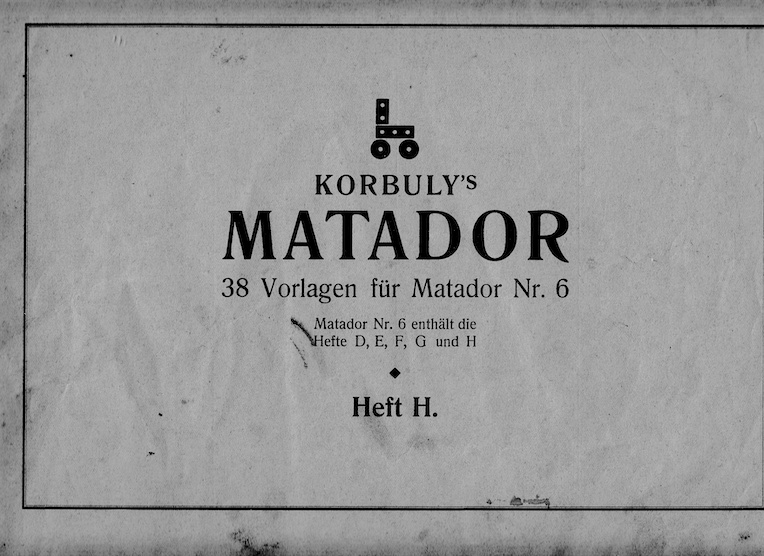 KORBULY'S
MATADOR
38 Vorlagen für Matador Nr. 6
Matador Nr. 6 enthält die
Hefte D, E, F, G und H
Heft H.